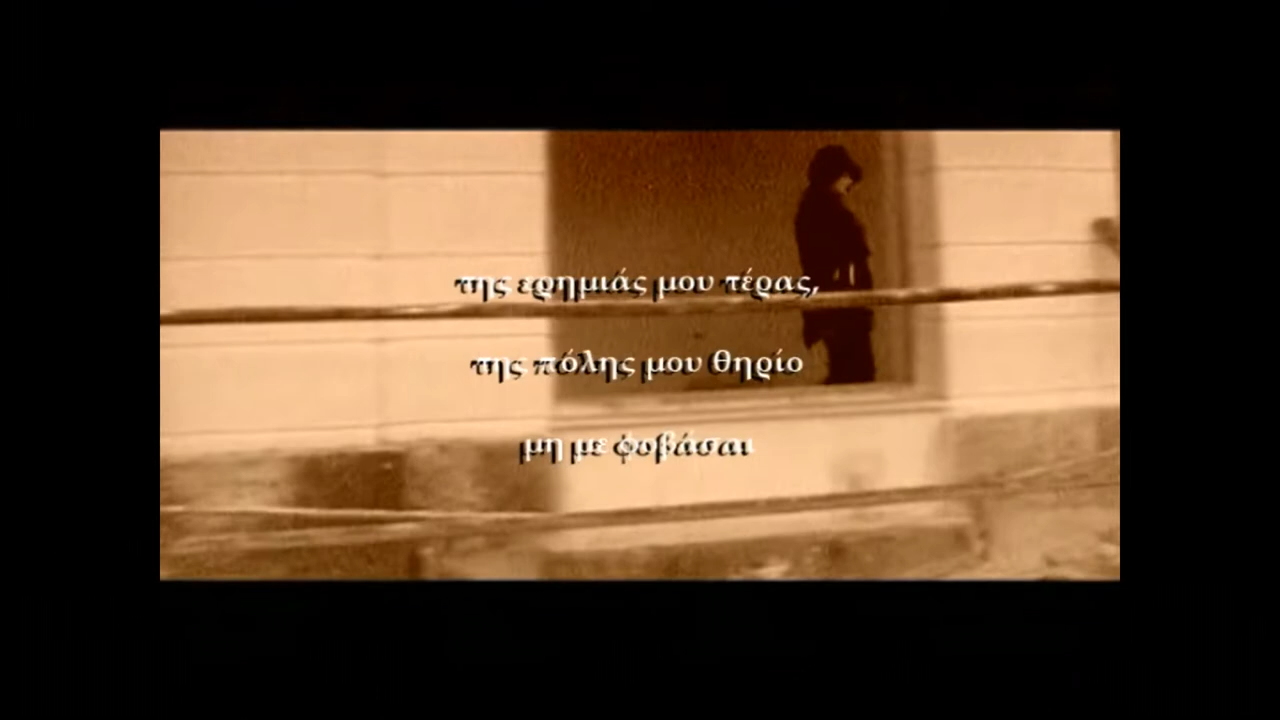 της ερημιάς μου τέρας,
της πόλης μου θηρίο
μη με φοβάσαι